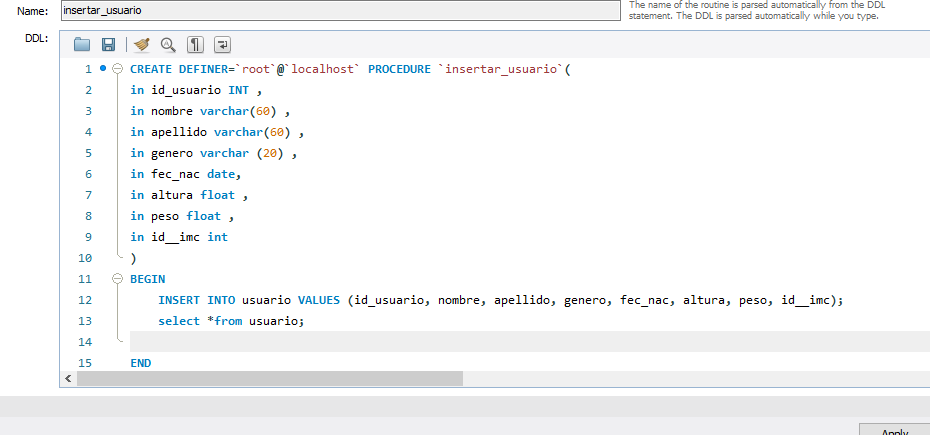 Name: insertar_usuario
The name of the routine is parsed automatically from the DDL
statement. The DDL is parsed automatically while you type.
DDL:
1 CREATE DEFINER=`root`@`localhost` PROCEDURE `insertar_usuario`(
2 in id_usuario INT ,
3 in nombre varchar(60) ,
4 in apellido varchar(60) ,
5 in genero varchar (20) ,
6 in fec_nac date,
7 in altura float ,
8 in peso float ,
9 in id__imc int
10 )
11 BEGIN
12 INSERT INTO usuario VALUES (id_usuario, nombre, apellido, genero, fec_nac, altura, peso, id__imc);
13 select *from usuario;
14
15 END
Apply